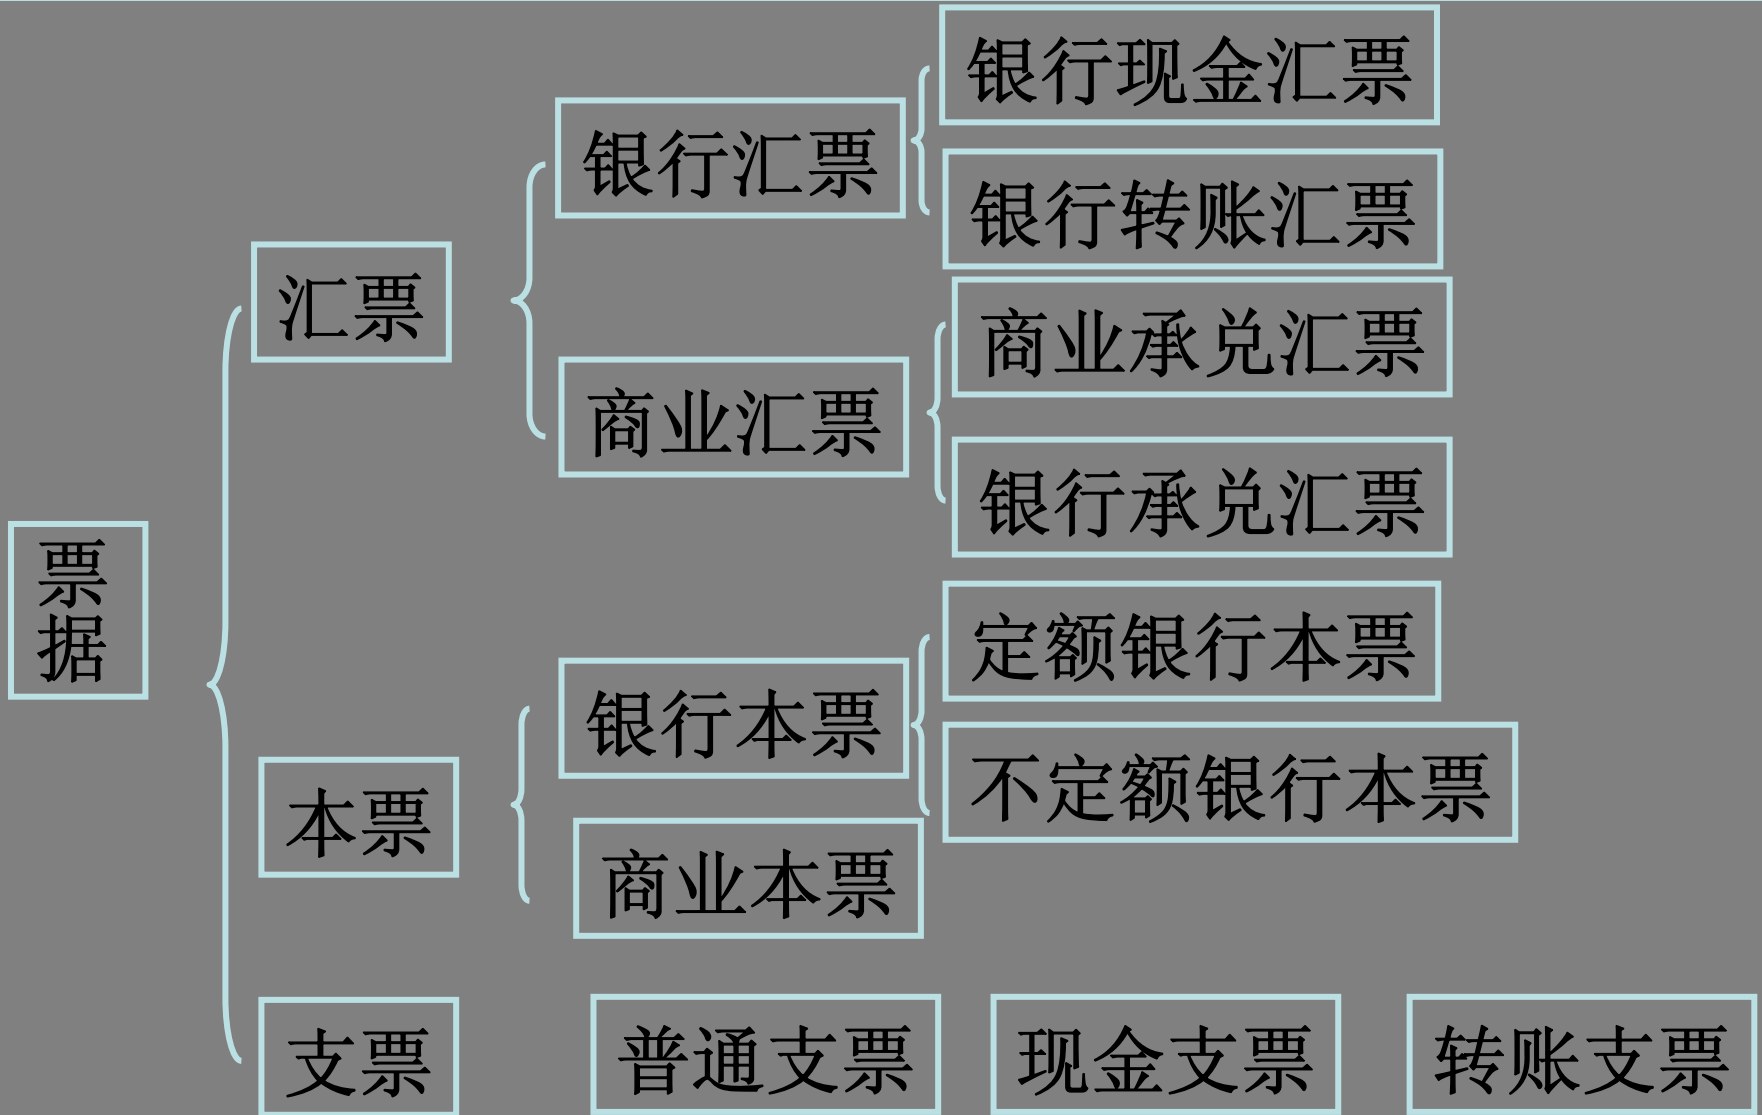 银行现金汇票
银行汇票
银行转账汇票
汇票
商业承兑汇票
商业汇票
银行承兑汇票
票
据
定额银行本票
银行本票
不定额银行本票
本票
商业本票
支票
普通支票
现金支票
转账支票